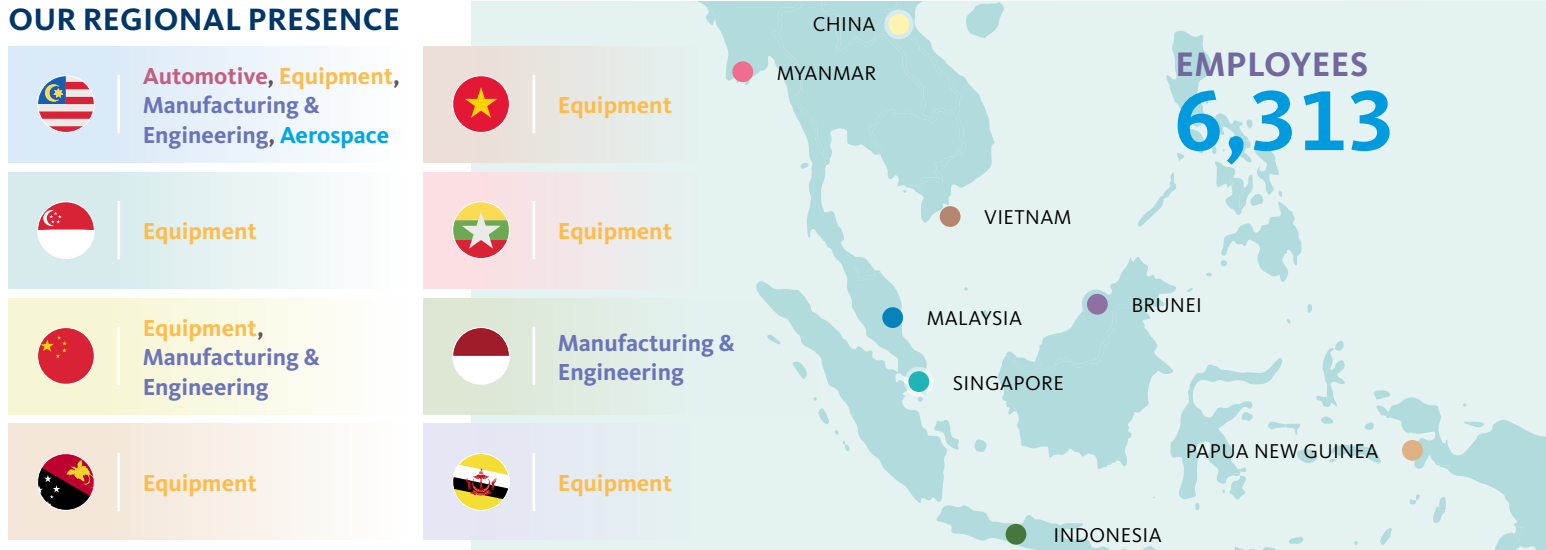 OUR REGIONAL PRESENCE
Automotive, Equipment,
Manufacturing &
Engineering, Aerospace
Equipment
Equipment
Equipment
Equipment,
Manufacturing &
Engineering
Manufacturing &
Engineering
Equipment
Equipment
CHINA
MYANMAR
EMPLOYEES
6,313
VIETNAM
MALAYSIA
BRUNEI
SINGAPORE
PAPUA NEW GUINEA
INDONESIA